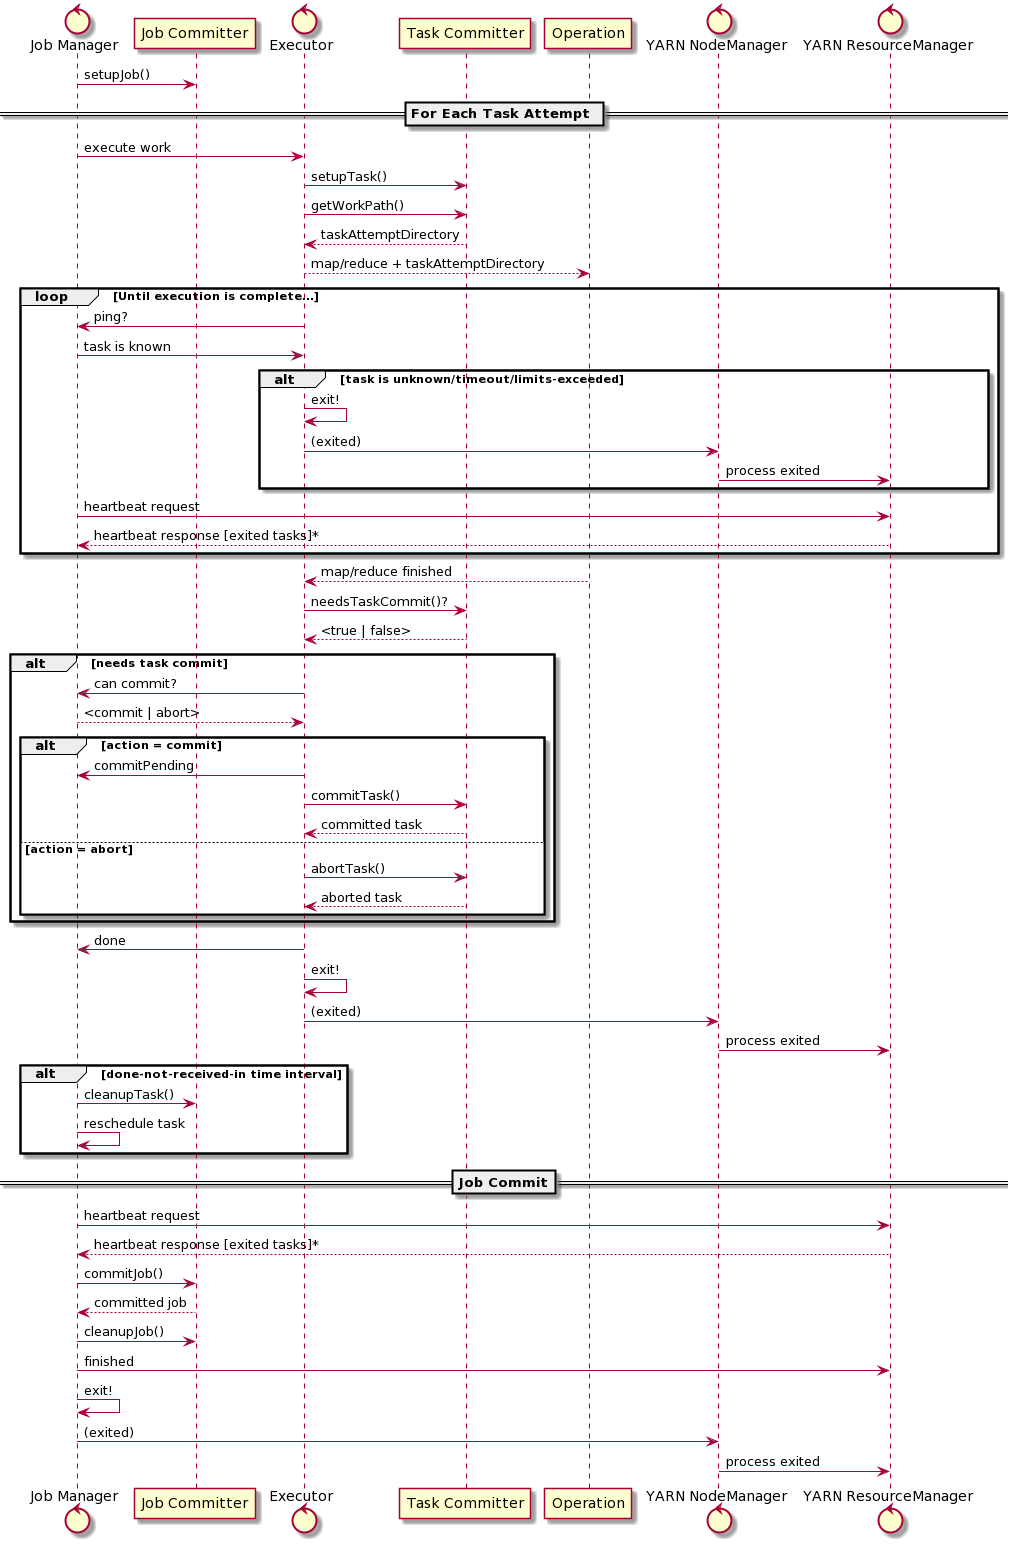 Job Manager
Job Committer
Executor
Task Committer
Operation
YARN NodeManager
YARN ResourceManager
setupJob()
For Each Task Attempt
execute work
setupTask()
getWorkPath()
taskAttemptDirectory
map/reduce + taskAttemptDirectory
loop [Until execution is complete...]
ping?
task is known
alt [task is unknown/timeout/limits-exceeded]
exit!
(exited)
process exited
heartbeat request
heartbeat response [exited tasks]*
map/reduce finished
needsTaskCommit()?
<true | false>
alt [needs task commit]
can commit?
<commit | abort>
alt [action = commit]
commitPending
commitTask()
committed task
[action = abort]
abortTask()
aborted task
done
exit!
(exited)
process exited
alt [done-not-received-in time interval]
cleanupTask()
reschedule task
Job Commit
heartbeat request
heartbeat response [exited tasks]*
commitJob()
committed job
cleanupJob()
finished
exit!
(exited)
process exited
Job Manager
Job Committer
Executor
Task Committer
Operation
YARN NodeManager
YARN ResourceManager